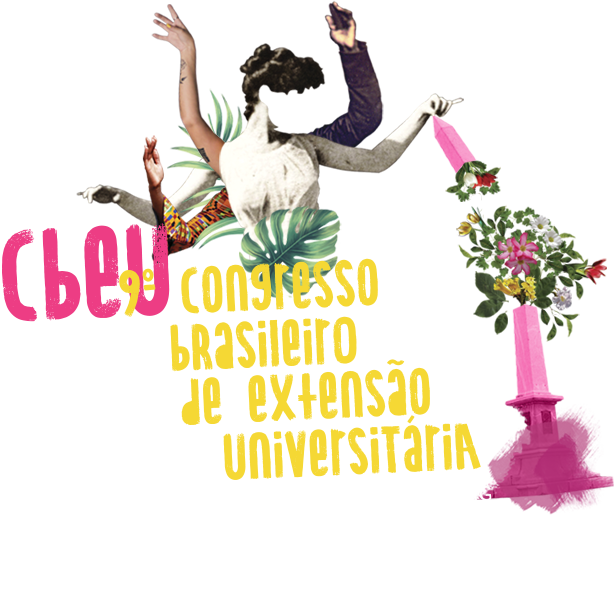 CBEU
9º CONGRESSO
BRASILEIRO
DE EXTENSÃO
UNIVERSITÁRIA